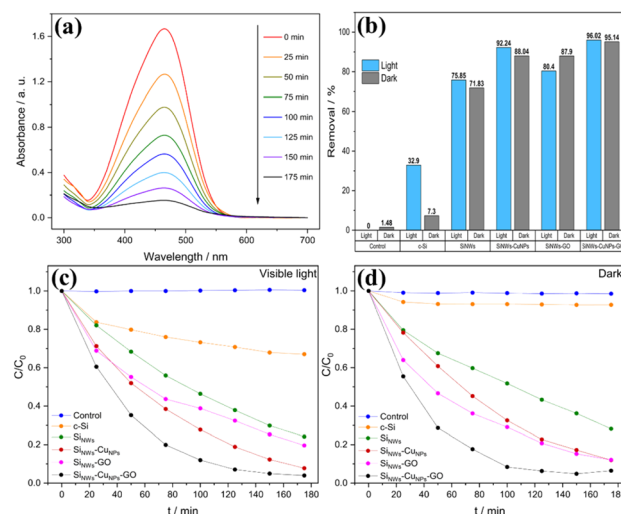 (a)
1.6
1.2
0.8
0.4
0.0
300
400
500
600
700
Absorbance / a. u.
Wavelength / nm
0 min
25 min
50 min
75 min
100 min
125 min
150 min
175 min
(b)
100
80
60
40
20
0
Removal / %
Light
Dark
0
1.48
32.9
7.3
75.85
71.83
92.24
88.04
80.4
87.9
96.02
95.14
Light Dark Light Dark Light Dark Light Dark Light Dark Light Dark
Control c-Si SiNWs SiNWs-CuNPs SiNWs-GO SiNWs-CuNPs-GO
(c)
Visible light
1.0
0.8
0.6
0.4
0.2
0.0
C/C0
Control
c-Si
SiNWs
SiNWs-CuNPs
SiNWs-GO
SiNWs-CuNPs-GO
0 25 50 75 100 125 150 175 180
t / min
(d)
Dark
1.0
0.8
0.6
0.4
0.2
0.0
C/C0
Control
c-Si
SiNWs
SiNWs-CuNPs
SiNWs-GO
SiNWs-CuNPs-GO
0 25 50 75 100 125 150 175 180
t / min